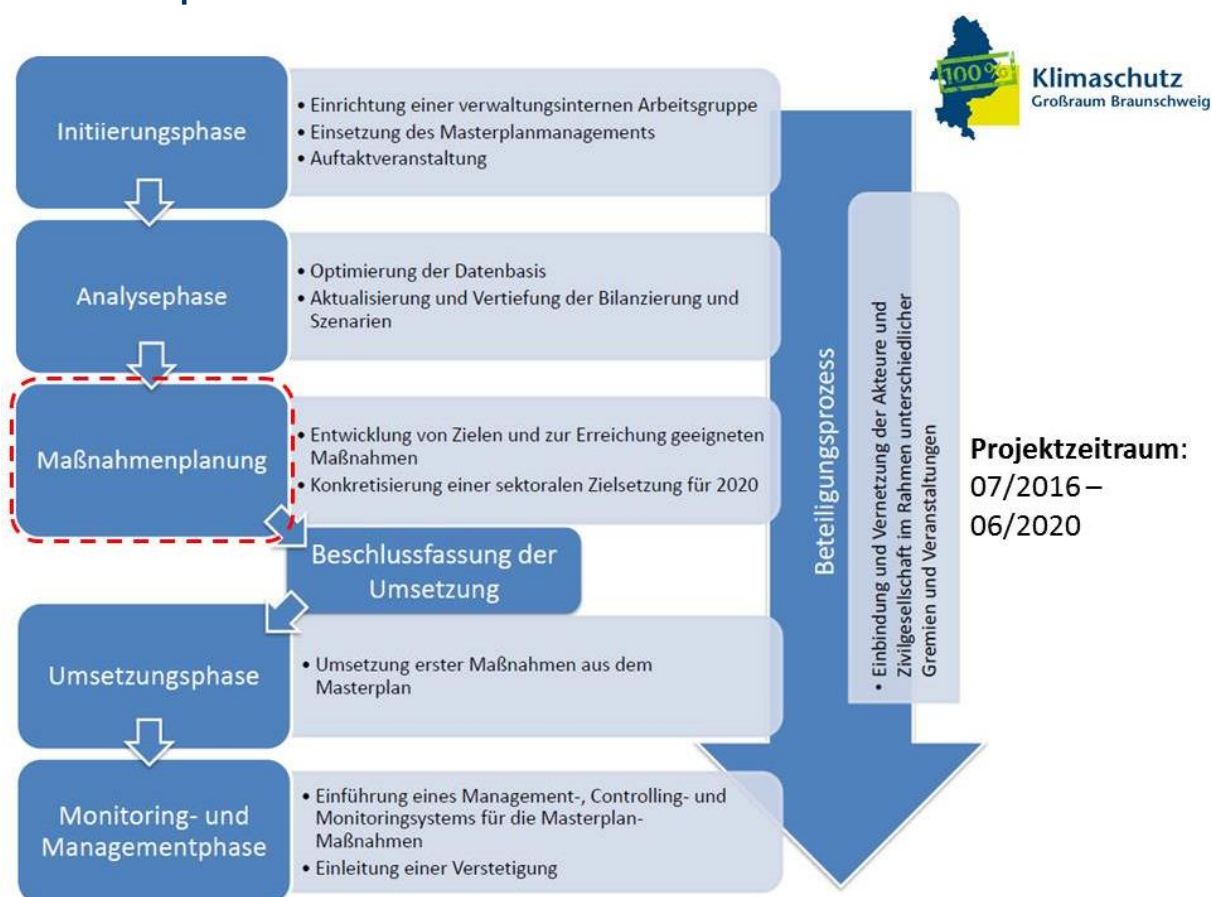 100%
Klimaschutz
Großraum Braunschweig
Initiierungsphase
• Einrichtung einer verwaltungsinternen Arbeitsgruppe
• Einsetzung des Masterplanmanagements
• Auftaktveranstaltung
Analysephase
• Optimierung der Datenbasis
• Aktualisierung und Vertiefung der Bilanzierung und
Szenarien
Maßnahmenplanung
• Entwicklung von Zielen und zur Erreichung geeigneten
Maßnahmen
• Konkretisierung einer sektoralen Zielsetzung für 2020
Beschlussfassung der
Umsetzung
Umsetzungsphase
• Umsetzung erster Maßnahmen aus dem
Masterplan
Monitoring- und
Managementphase
• Einführung eines Management-, Controlling- und
Monitoringsystems für die Masterplan-
Maßnahmen
• Einleitung einer Verstetigung
Beteiligungsprozess
• Einbindung und Vernetzung der Akteure und
Zivilgesellschaft im Rahmen unterschiedlicher
Gremien und Veranstaltungen
Projektzeitraum:
07/2016 –
06/2020